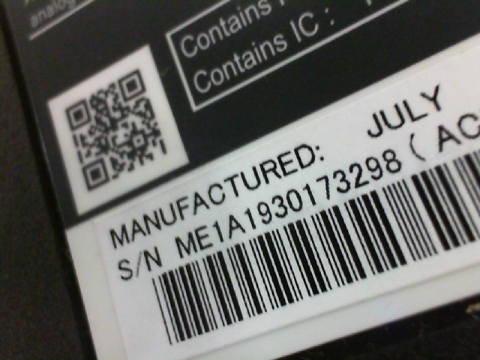 analog
Contains
Contains IC :
MANUFACTURED: JULY
S/N ME1A1930173298 ( AC